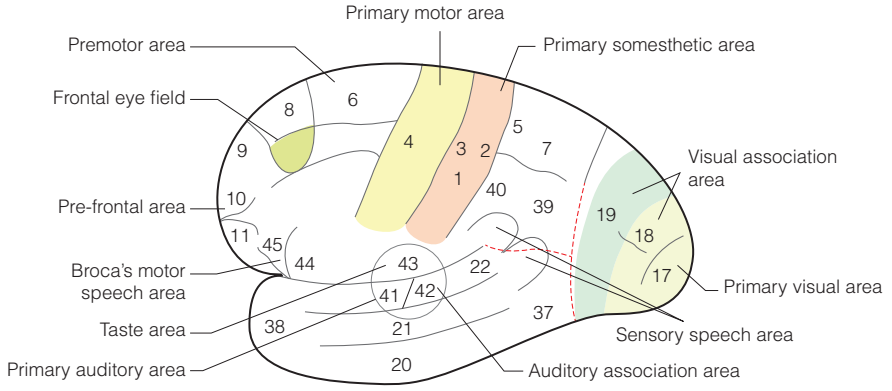 Primary motor area
Premotor area
Primary somesthetic area
Frontal eye field
8
6
9
4
3
2
1
5
7
40
39
Visual association
area
19
18
17
10
Pre-frontal area
11
45
44
Broca's motor
speech area
43
22
41
42
Primary visual area
Taste area
38
21
37
Sensory speech area
Primary auditory area
20
Auditory association area